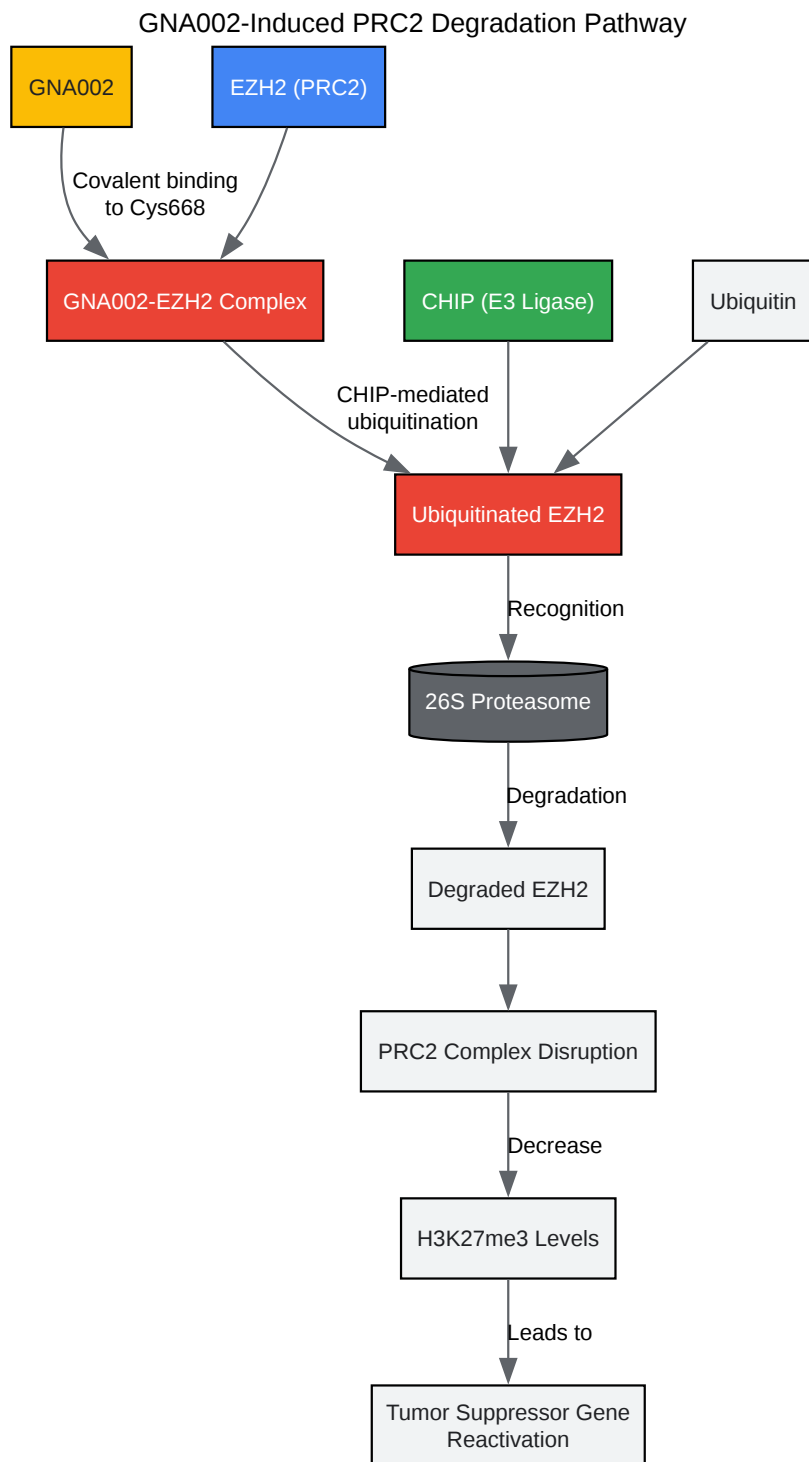 GNA002-Induced PRC2 Degradation Pathway
GNA002
EZH2 (PRC2)
Covalent binding
to Cys668
GNA002-EZH2 Complex
CHIP (E3 Ligase)
Ubiquitin
CHIP-mediated
ubiquitination
Ubiquitinated EZH2
Recognition
26S Proteasome
Degradation
Degraded EZH2
PRC2 Complex Disruption
Decrease
H3K27me3 Levels
Leads to
Tumor Suppressor Gene
Reactivation